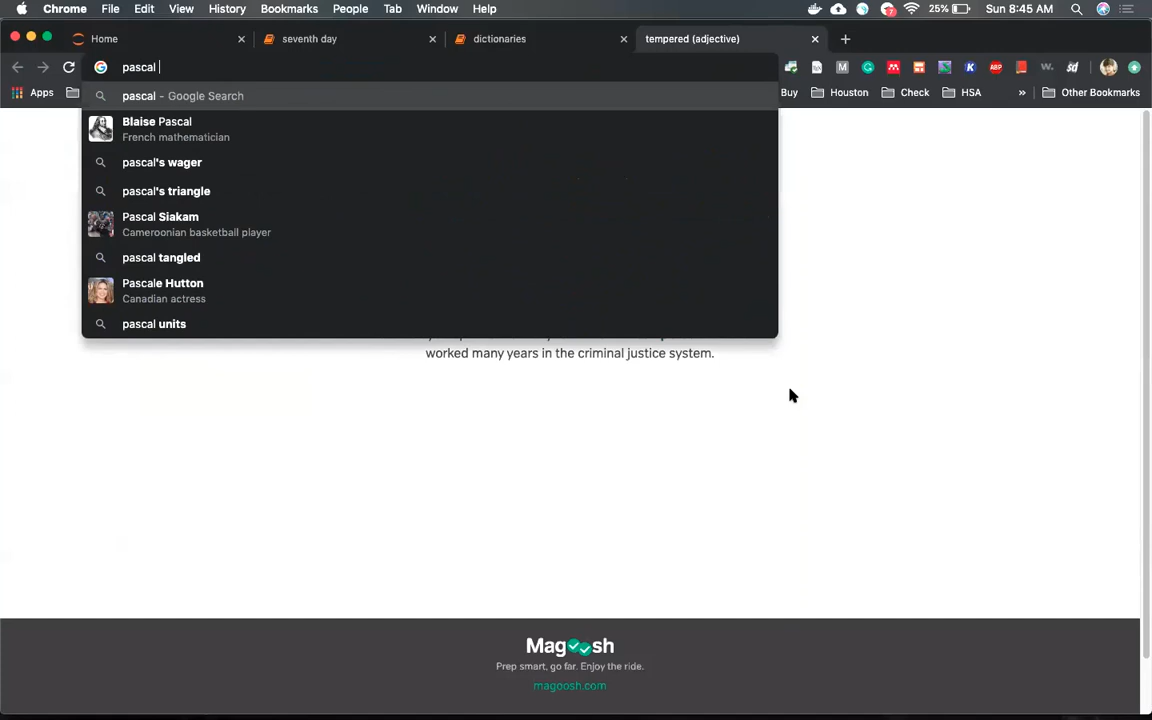 Chrome File Edit View History Bookmarks People Tab Window Help 7 25% Sun 8:45 AM
Home seventh day dictionaries tempered (adjective)
pascal M K ABP w. sd
Apps Buy Houston Check HSA » Other Bookmarks
pascal - Google Search
Blaise Pascal
French mathematician
pascal's wager
pascal's triangle
Pascal Siakam
Cameroonian basketball player
pascal tangled
Pascale Hutton
Canadian actress
pascal units
worked many years in the criminal justice system.
Magoosh
Prep smart, go far. Enjoy the ride.
magoosh.com